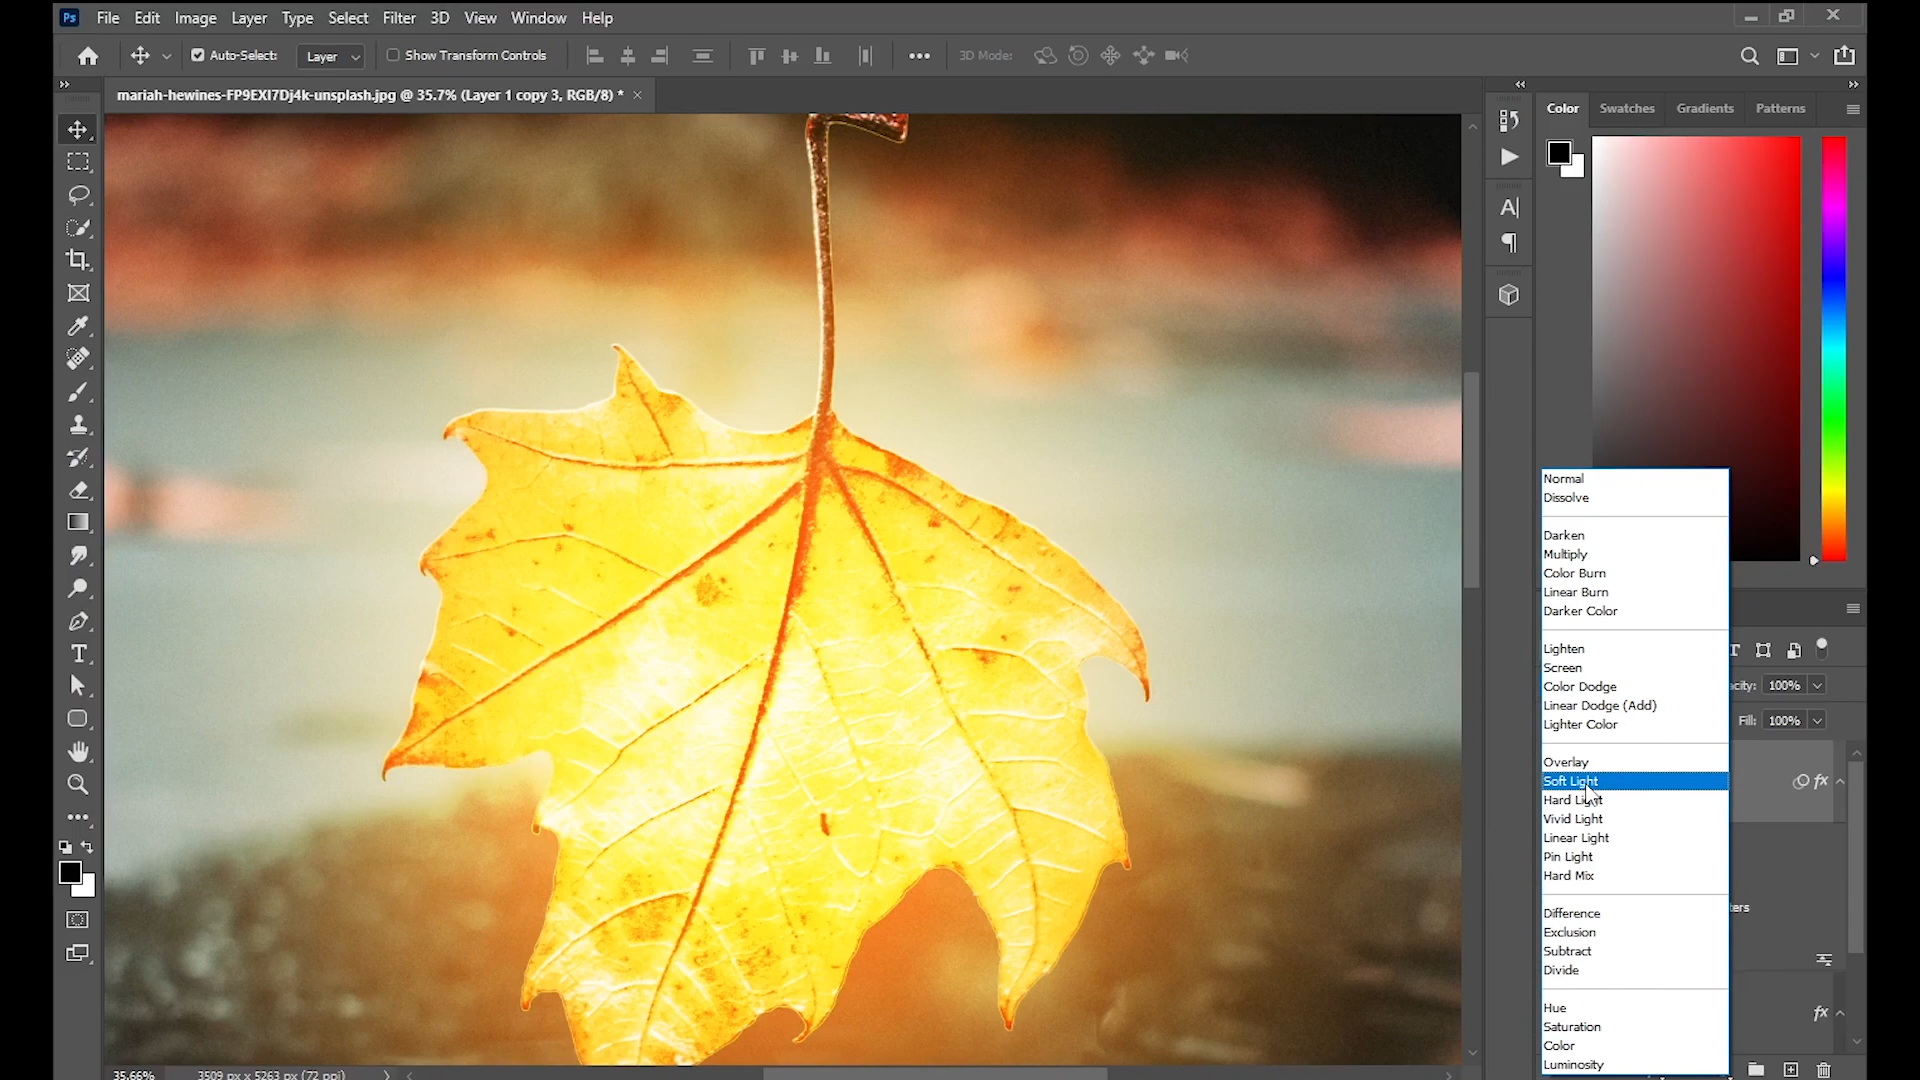 Ps File Edit Image Layer Type Select Filter 3D View Window Help
Auto-Select: Layer Show Transform Controls 3D Mode:
mariah-hewines-FP9EXI7Dj4k-unsplash.jpg @ 35.7% (Layer 1 copy 3, RGB/8) *
Color Swatches Gradients Patterns
Normal
Dissolve
Darken
Multiply
Color Burn
Linear Burn
Darker Color
Lighten
Screen
Color Dodge
Linear Dodge (Add)
Lighter Color
Overlay
Soft Light
Hard Light
Vivid Light
Linear Light
Pin Light
Hard Mix
Difference
Exclusion
Subtract
Divide
Hue
Saturation
Color
Luminosity
acity: 100%
Fill: 100%
fx
ters
fx
35.66% 3509 px x 5263 px (72 ppi)